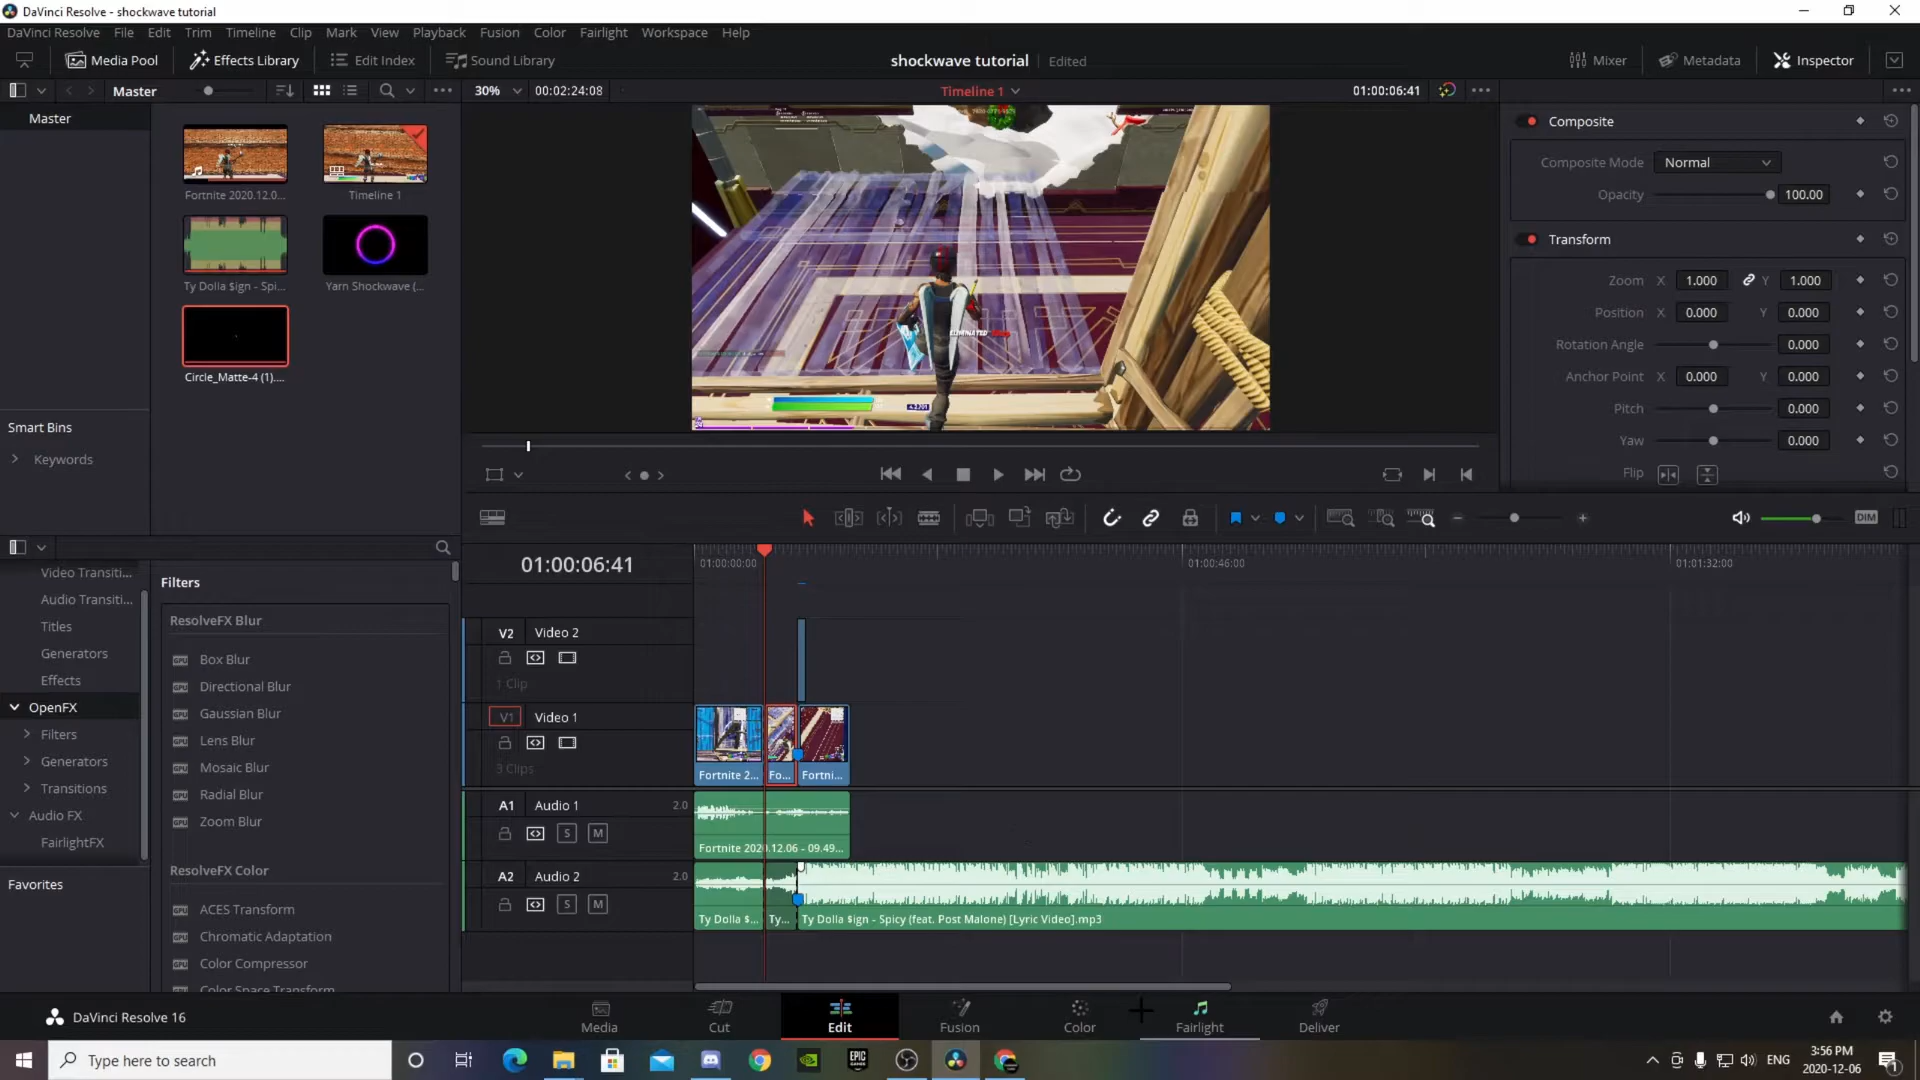 DaVinci Resolve - shockwave tutorial
DaVinci Resolve File Edit Trim Timeline Clip Mark View Playback Fusion Color Fairlight Workspace Help
Media Pool Effects Library Edit Index Sound Library shockwave tutorial Edited Mixer Metadata Inspector
Master 30% 00:02:24:08 Timeline 1 01:00:06:41
Master
Fortnite 2020.12.0...
Timeline 1
Ty Dolla $ign - Spi...
Yarn Shockwave (...
Circle_Matte-4 (1)....
Smart Bins
Keywords
ELIMINATED
Composite
Composite Mode Normal
Opacity 100.00
Transform
Zoom X 1.000 Y 1.000
Position X 0.000 Y 0.000
Rotation Angle 0.000
Anchor Point X 0.000 Y 0.000
Pitch 0.000
Yaw 0.000
Flip
DIM
Video Transiti...
Audio Transiti...
Titles
Generators
Effects
OpenFX
Filters
Generators
Transitions
Audio FX
FairlightFX
Favorites
Filters
ResolveFX Blur
Box Blur
Directional Blur
Gaussian Blur
Lens Blur
Mosaic Blur
Radial Blur
Zoom Blur
ResolveFX Color
ACES Transform
Chromatic Adaptation
Color Compressor
Color Space Transform
01:00:06:41
01:00:00:00 01:00:46:00 01:01:32:00
V2 Video 2
1 Clip
V1 Video 1
3 Clips
Fortnite 2... Fo... Fortni...
A1 Audio 1 2.0
S M
Fortnite 2020.12.06 - 09.49...
A2 Audio 2 2.0
S M
Ty Dolla $... Ty... Ty Dolla $ign - Spicy (feat. Post Malone) [Lyric Video].mp3
DaVinci Resolve 16
Media Cut Edit Fusion Color Fairlight Deliver
Type here to search
EPIC GAMES
ENG
3:56 PM
2020-12-06
1